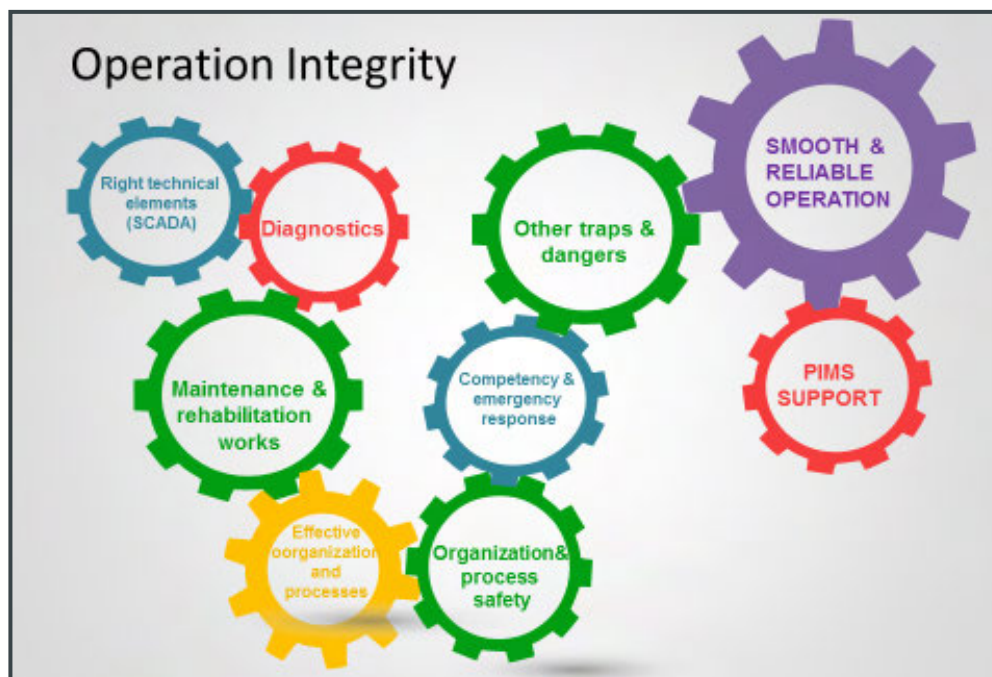 Operation Integrity
Right technical
elements
(SCADA)
Diagnostics
Other traps &
dangers
SMOOTH &
RELIABLE
OPERATION
Maintenance &
rehabilitation
works
Competency &
emergency
response
PIMS
SUPPORT
Effective
oorganization
and
processes
Organization&
process
safety